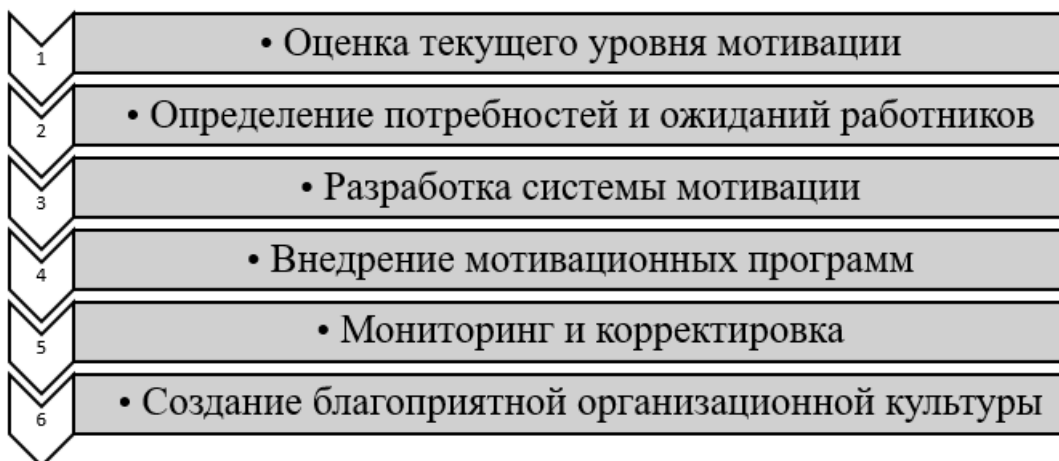 1 • Оценка текущего уровня мотивации
2 • Определение потребностей и ожиданий работников
3 • Разработка системы мотивации
4 • Внедрение мотивационных программ
5 • Мониторинг и корректировка
6 • Создание благоприятной организационной культуры